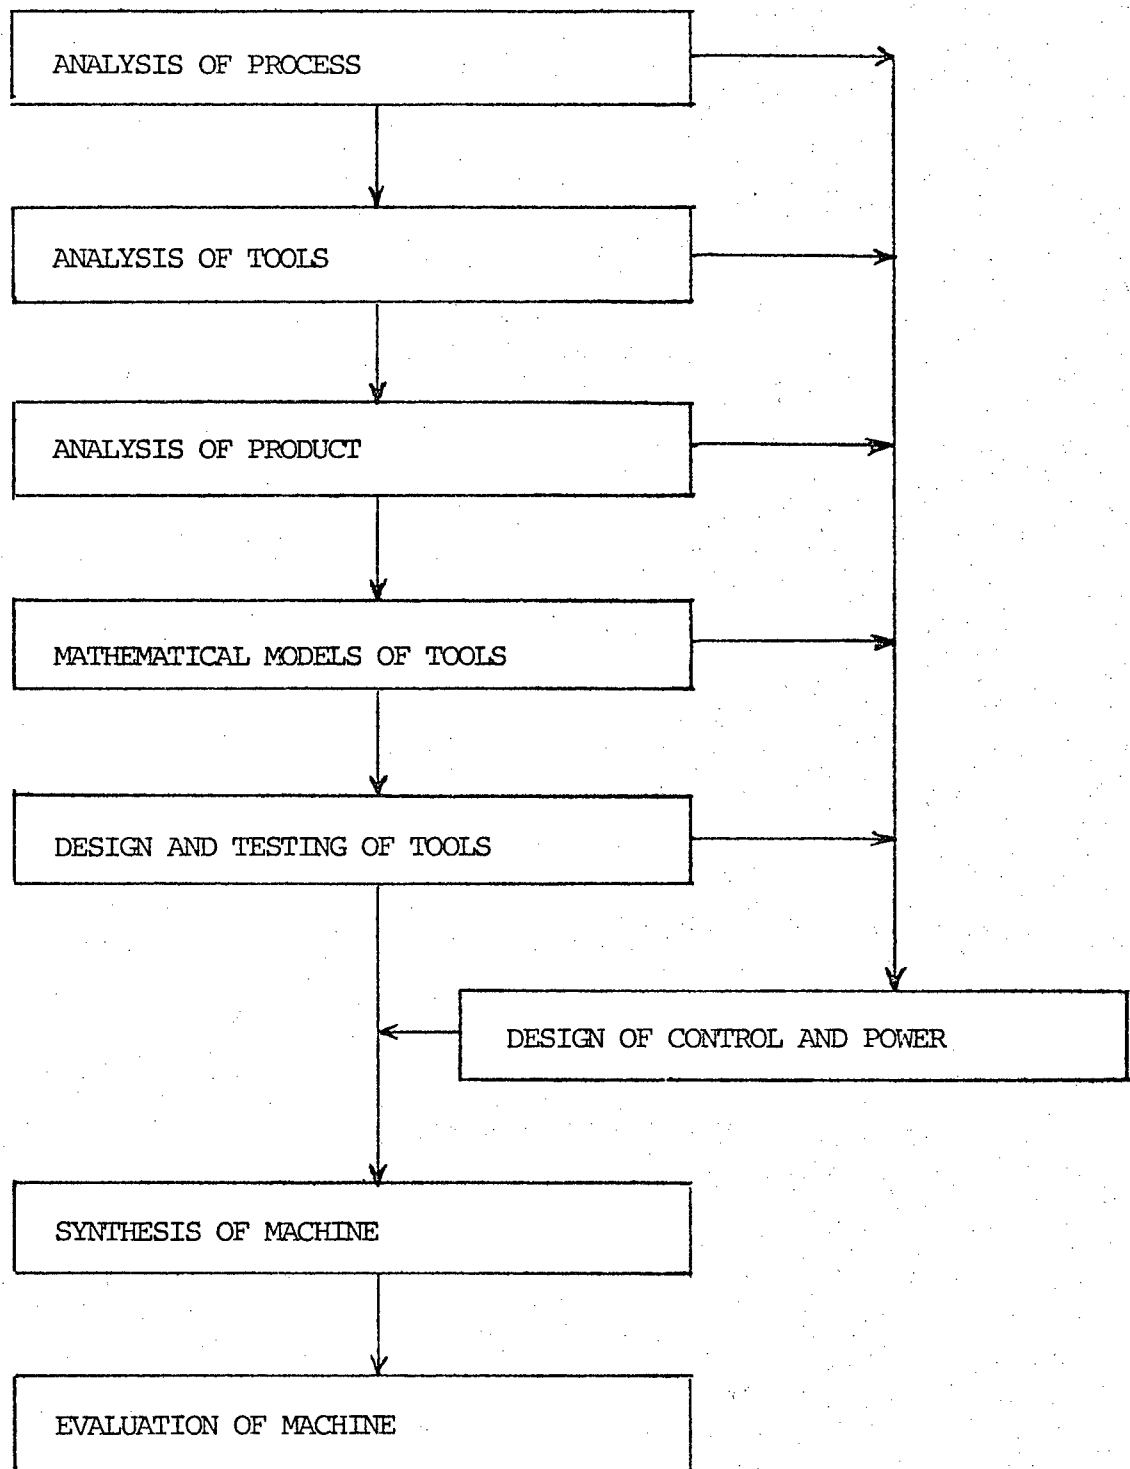 ANALYSIS OF PROCESS
ANALYSIS OF TOOLS
ANALYSIS OF PRODUCT
MATHEMATICAL MODELS OF TOOLS
DESIGN AND TESTING OF TOOLS
DESIGN OF CONTROL AND POWER
SYNTHESIS OF MACHINE
EVALUATION OF MACHINE